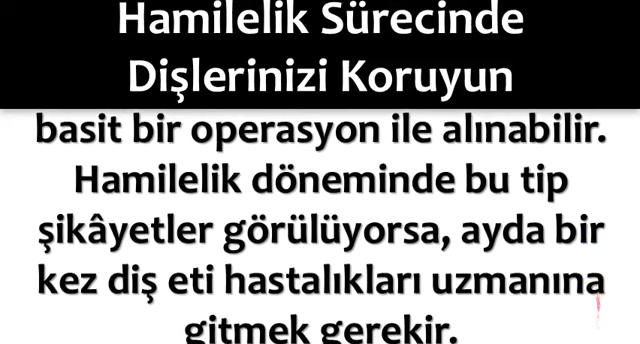 Hamilelik Sürecinde
Dişlerinizi Koruyun
basit bir operasyon ile alınabilir.
Hamilelik döneminde bu tip
şikâyetler görülüyorsa, ayda bir
kez diş eti hastalıkları uzmanına
gitmek gerekir.